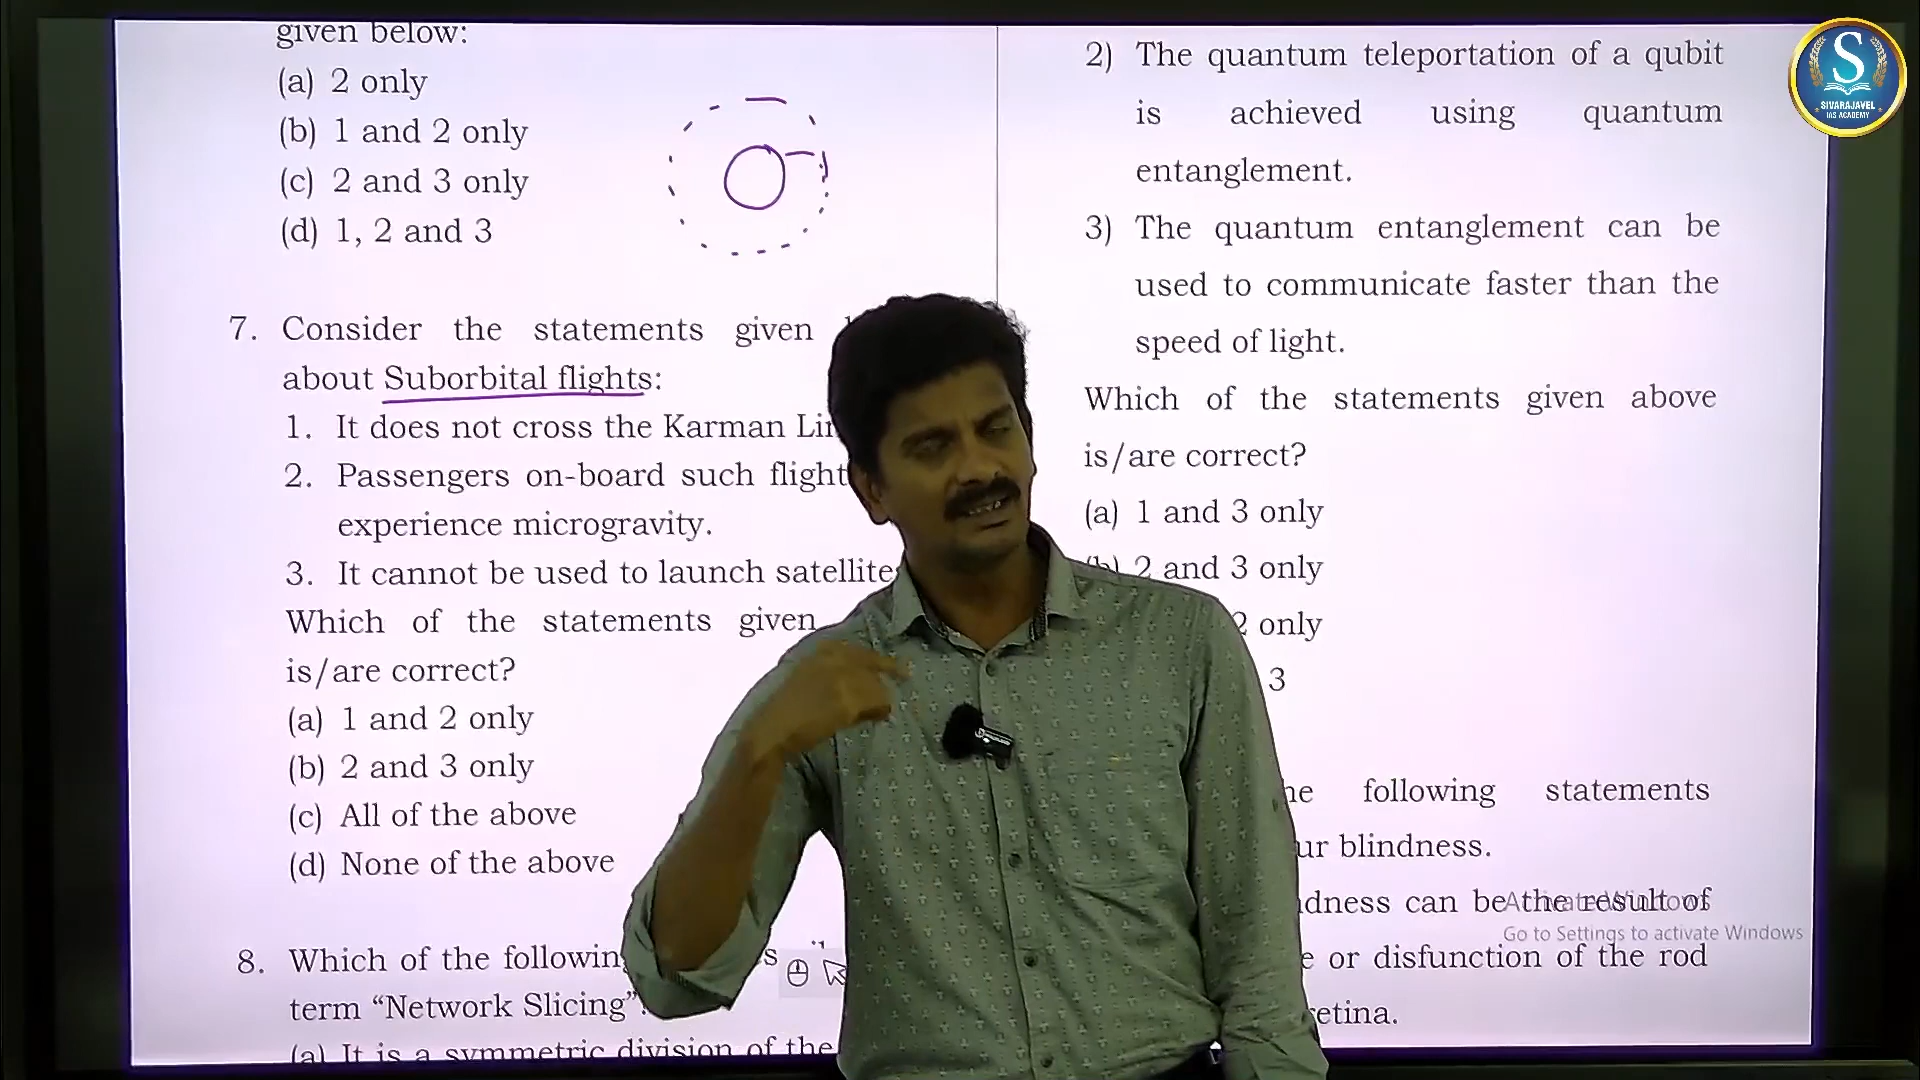 given below:
(a) 2 only
(b) 1 and 2 only
(c) 2 and 3 only
(d) 1, 2 and 3
7. Consider the statements given
about Suborbital flights:
1. It does not cross the Karman
2. Passengers on-board such
experience microgravity.
3. It cannot be used to launch
Which of the statements given
is/are correct?
(a) 1 and 2 only
(b) 2 and 3 only
(c) All of the above
(d) None of the above
8. Which of the
term “Network Slicing”
(a) It is a symmetric division of the
2) The quantum teleportation of a qubit
is achieved using quantum
entanglement.
3) The quantum entanglement can be
used to communicate faster than the
speed of light.
Which of the statements given above
is/are correct?
(a) 1 and 3 only
(b) 2 and 3 only
2 only
3
following statements
blindness.
can be the result of
or disfunction of the rod
retina.
Activate Windows
Go to Settings to activate Windows
S
SIVARAJAVEL
IAS ACADEMY